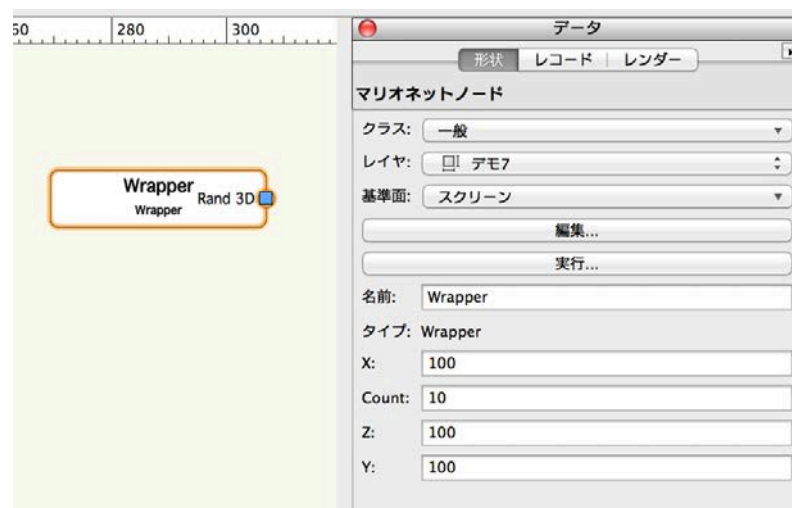 60 280 300
Wrapper
Wrapper
Rand 3D
データ
形状 レコード レンダー
マリオネットノード
クラス: 一般
レイヤ: デモ7
基準面: スクリーン
編集...
実行...
名前: Wrapper
タイプ: Wrapper
X: 100
Count: 10
Z: 100
Y: 100